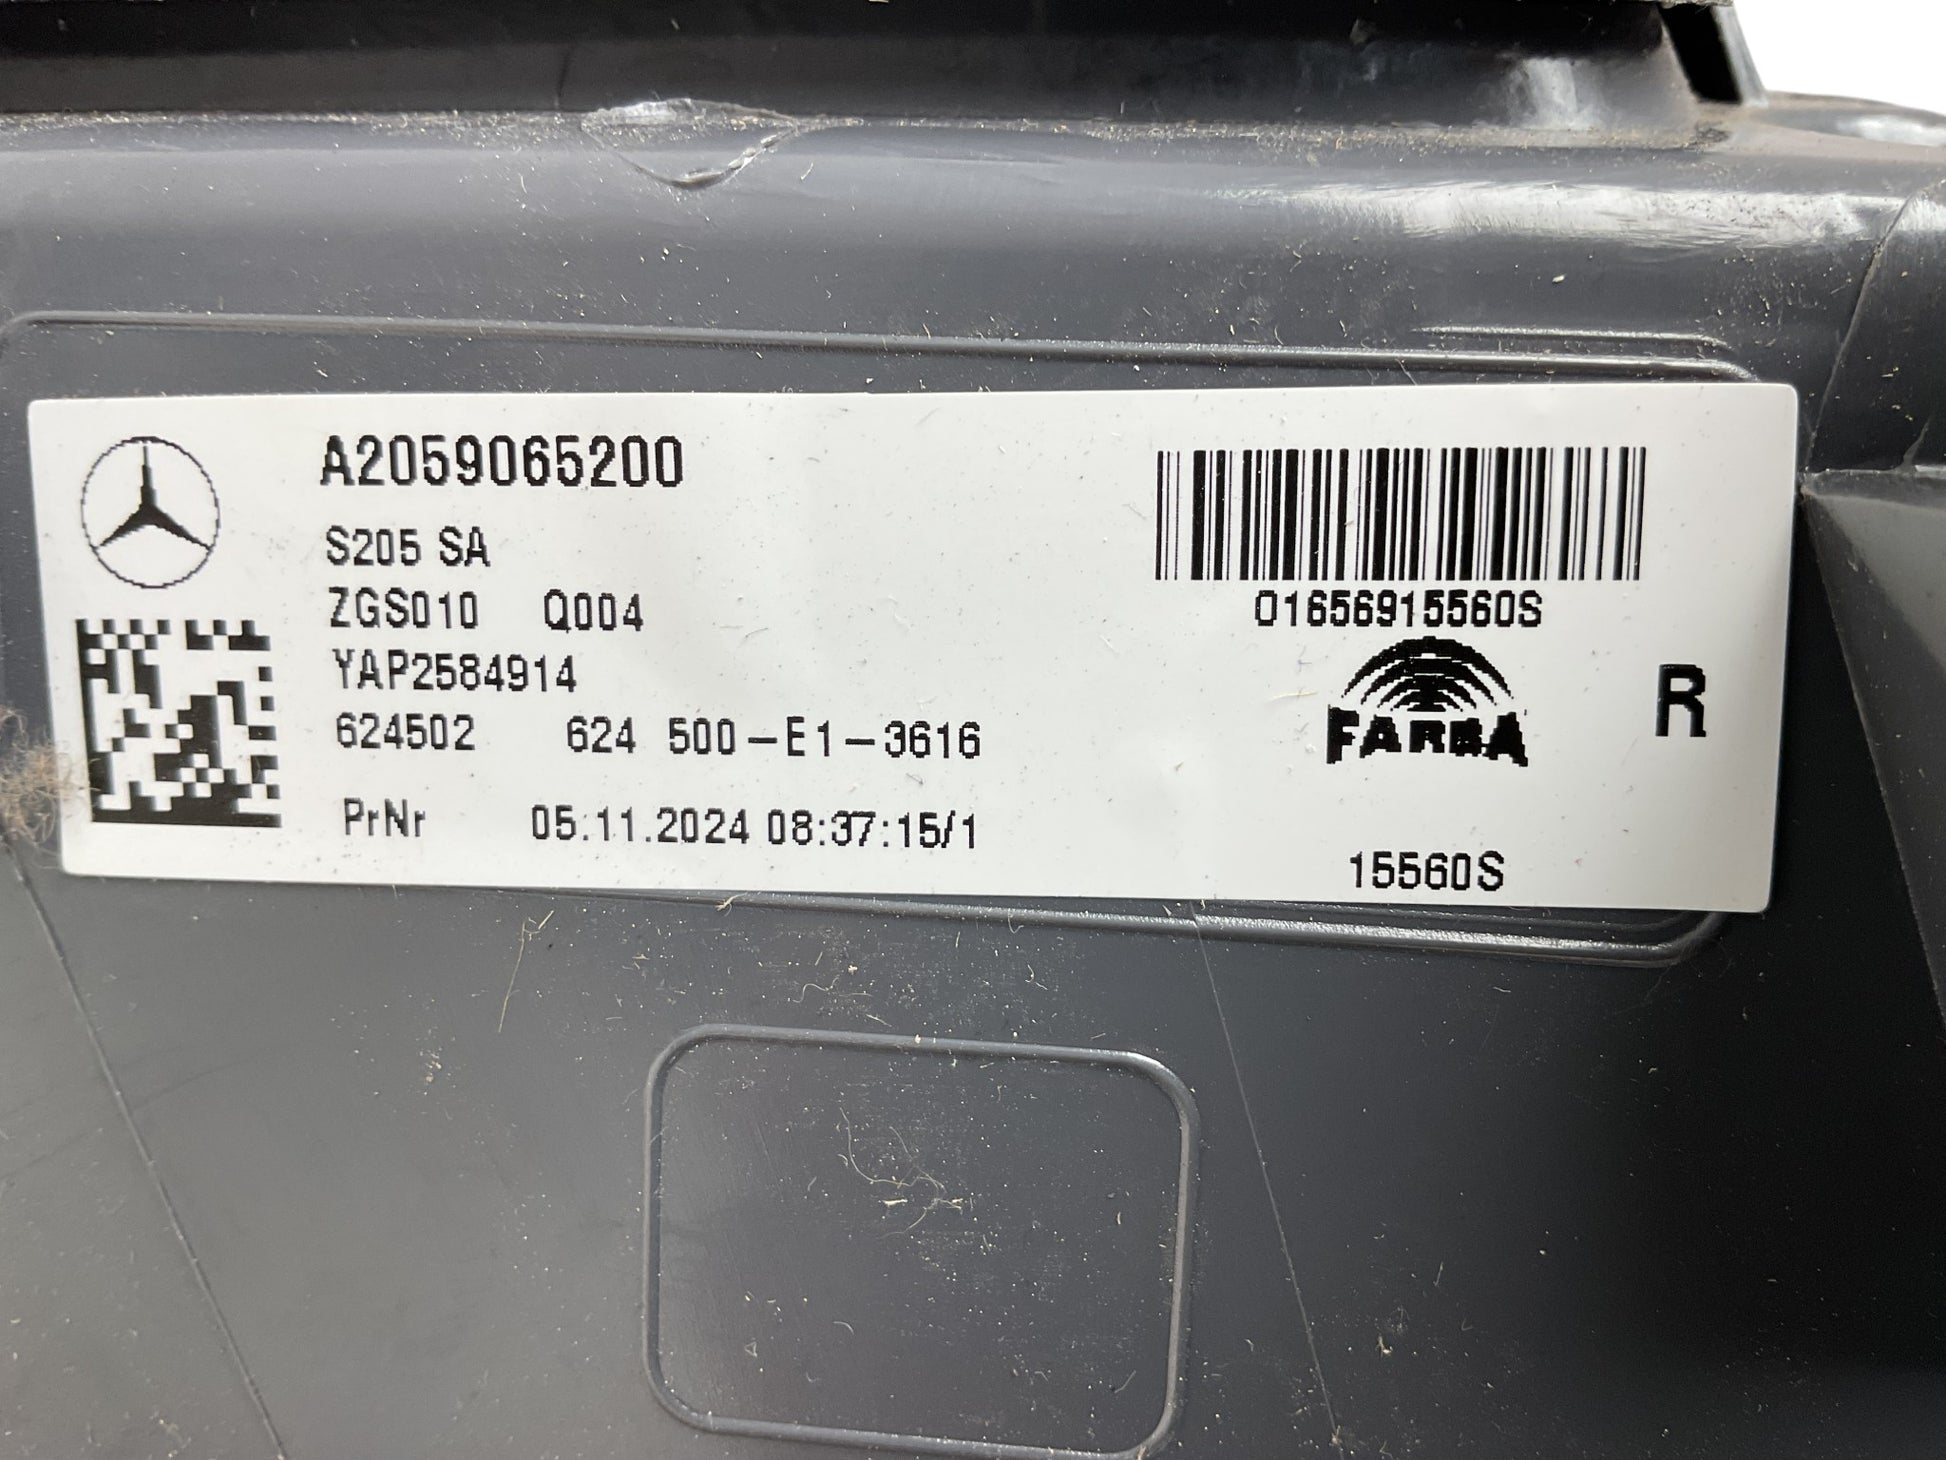 A2059065200
S205 SA
ZGS010 Q004
YAP2584914
624502 624 500-E1-3616
PrNr 05.11.2024 08:37:15/1
01656915560S
FARBA
R
15560S